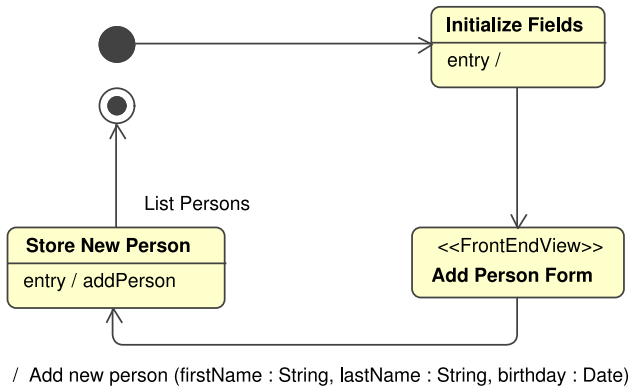 Initialize Fields
entry /
List Persons
Store New Person
entry / addPerson
<<FrontEndView>>
Add Person Form
/ Add new person (firstName : String, lastName : String, birthday : Date)